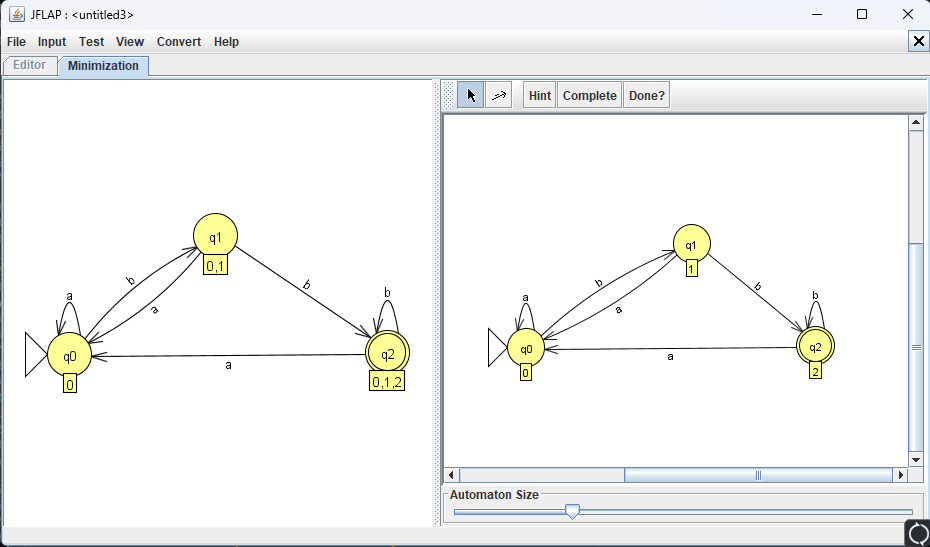 JFLAP : <untitled3>
File Input Test View Convert Help
Editor Minimization
Hint Complete Done?
q1
0,1
b
a
b
a
q0
0
b
q2
0,1,2
a
q1
1
b
a
b
a
q0
0
b
q2
2
a
Automaton Size